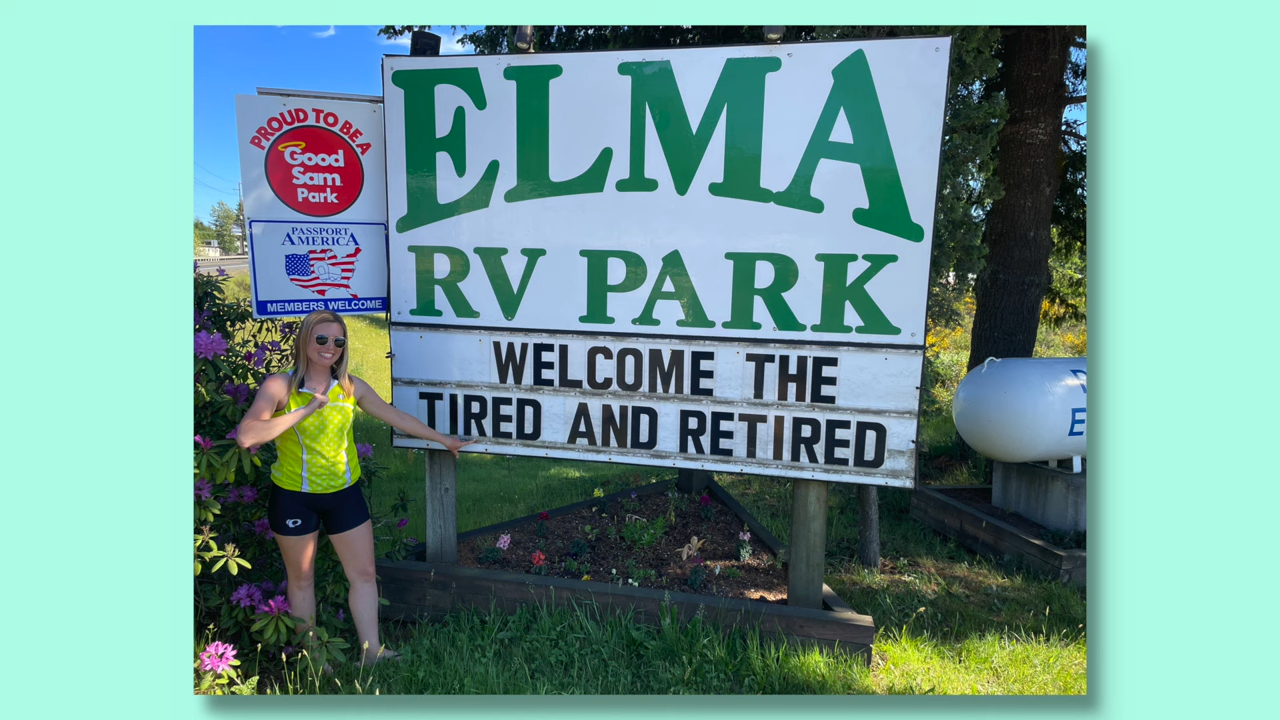 PROUD TO BE A
Good
Sam
Park
PASSPORT
AMERICA
MEMBERS WELCOME
ELMA
RV PARK
WELCOME THE
TIRED AND RETIRED